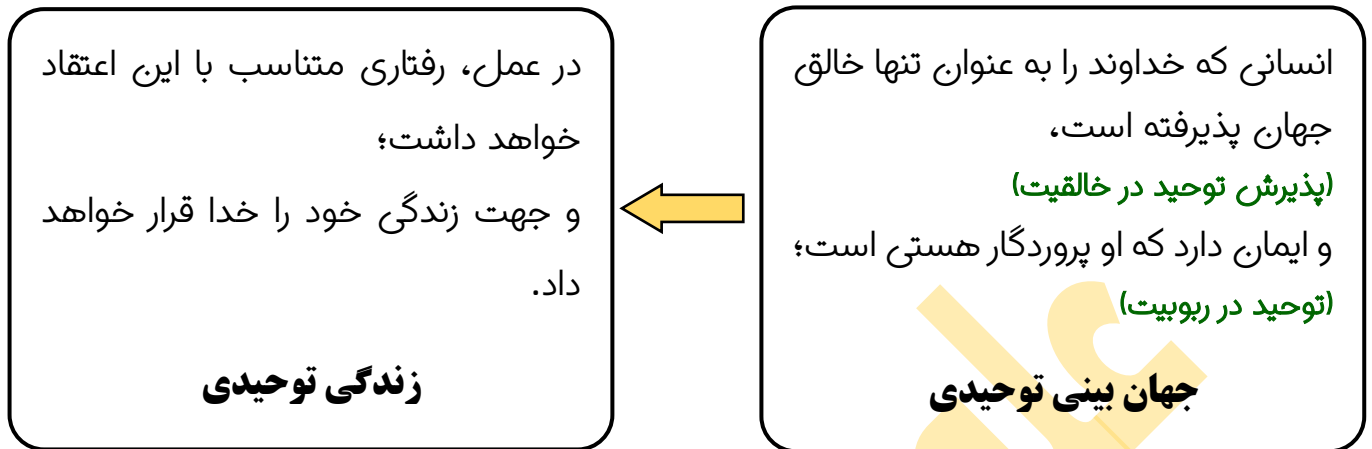 انسانی که خداوند را به عنوان تنها خالق
جهان پذیرفته است،
(پذیرش توحید در خالقیت)
و ایمان دارد که او پروردگار هستی است؛
(توحید در ربوبیت)
جهان بینی توحیدی
در عمل، رفتاری متناسب با این اعتقاد
خواهد داشت؛
و جهت زندگی خود را خدا قرار خواهد
داد.
زندگی توحیدی